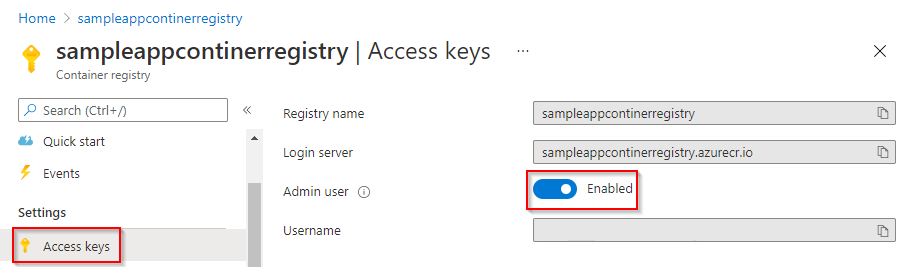 Home > sampleappcontinerregistry
sampleappcontinerregistry | Access keys ...
Container registry
Search (Ctrl+/)
«
Quick start
Events
Settings
Access keys
Registry name
sampleappcontinerregistry
Login server
sampleappcontinerregistry.azurecr.io
Admin user
Enabled
Username